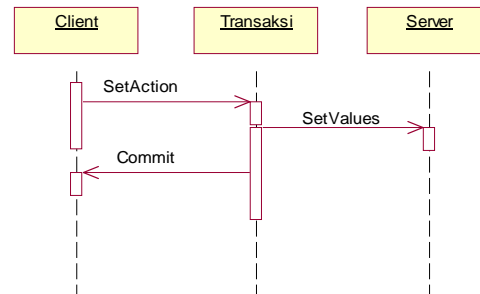 Client
Transaksi
Server
SetAction
SetValues
Commit